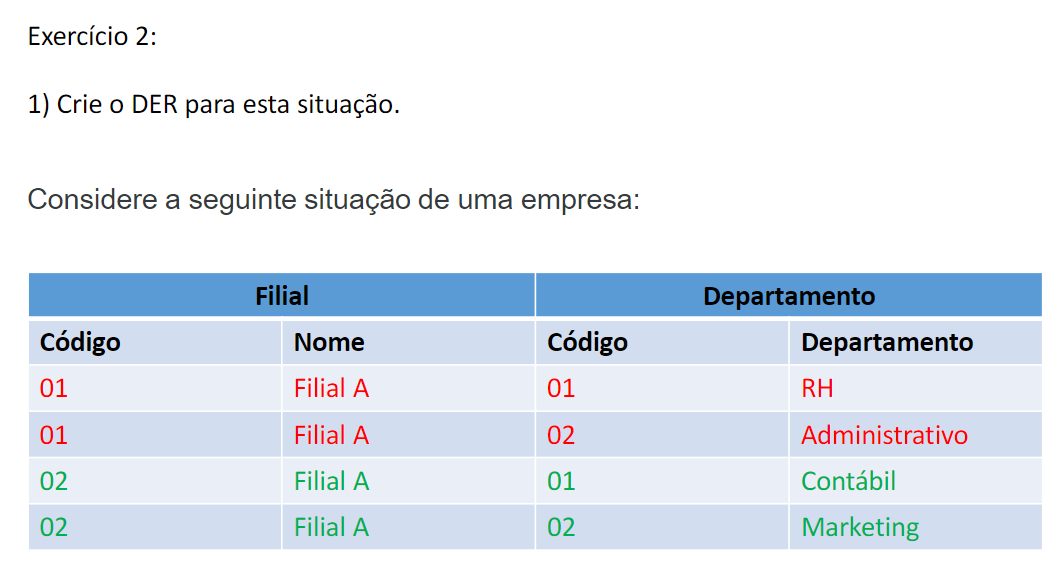 Exercício 2:
1) Crie o DER para esta situação.
Considere a seguinte situação de uma empresa:
Filial Departamento
Código Nome Código Departamento
01 Filial A 01 RH
01 Filial A 02 Administrativo
02 Filial A 01 Contábil
02 Filial A 02 Marketing